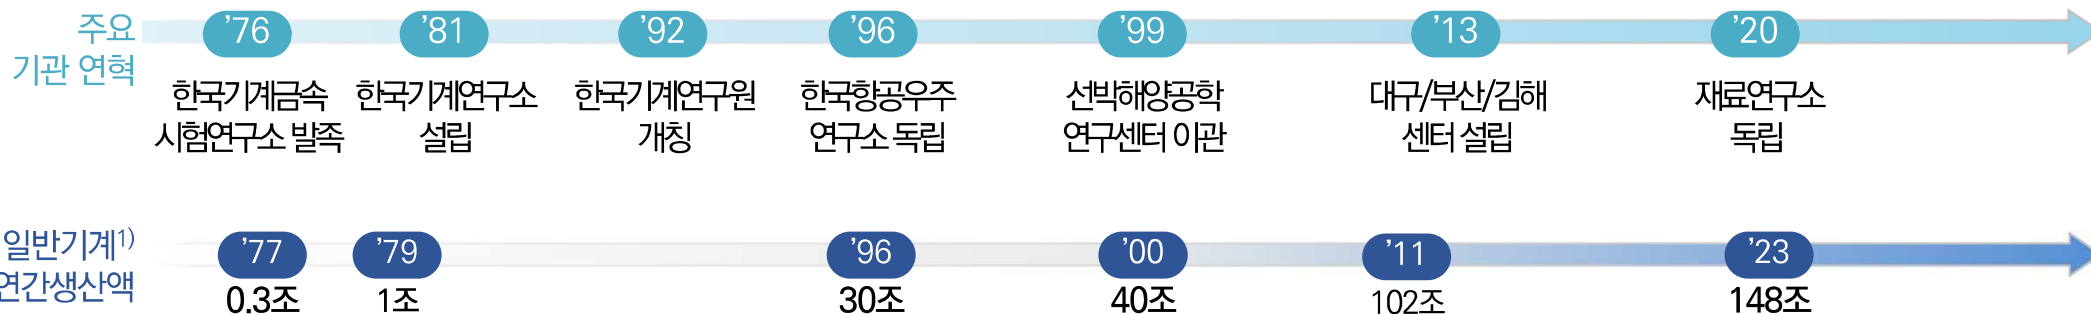 주요
기관 연혁
’76
’81
’92
’96
’99
’13
’20
한국기계금속
시험연구소 발족
한국기계연구소
설립
한국기계연구원
개칭
한국항공우주
연구소 독립
선박해양공학
연구센터 이관
대구/부산/김해
센터 설립
재료연구소
독립
일반기계1)
연간생산액
’77
’79
’96
’00
’11
’23
0.3조
1조
30조
40조
102조
148조